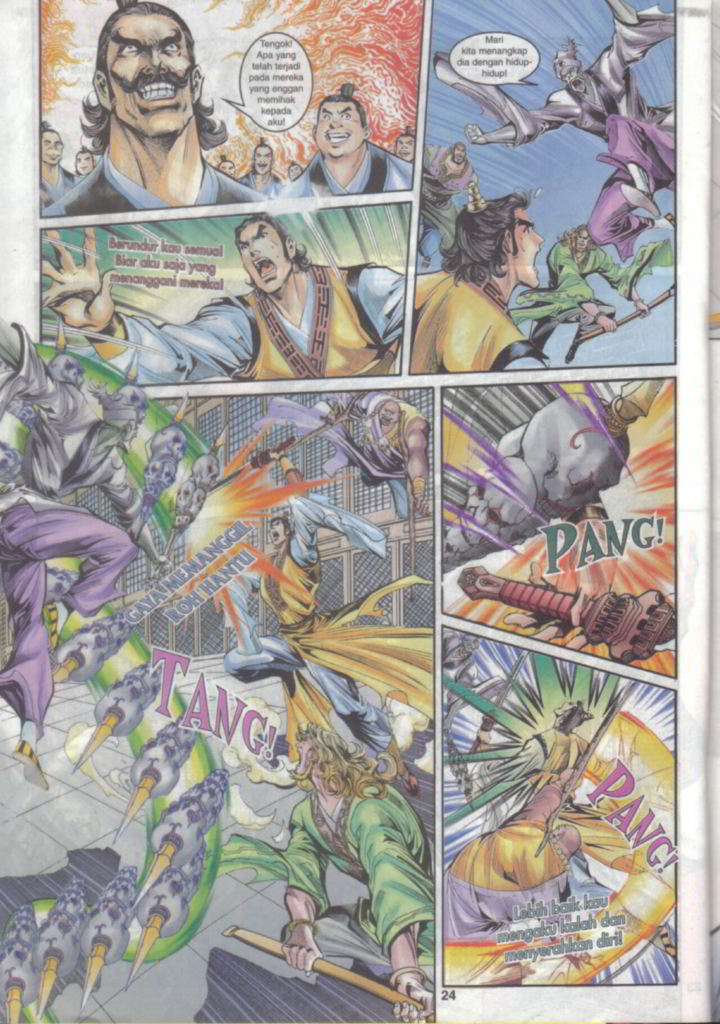 Tengok!
Apa yang
telah terjadi
pada mereka
yang enggan
memihak
kepada
aku!
Mari
kita menangkap
dia dengan hidup-
hidup!
Berundur kau semua!
Biar aku saja yang
menanggani mereka!
GAYA MEMANGGIL
ROH HANTU
TANG!
PANG!
PANG!
Lebih baik kau
mengaku kalah dan
menyerahkan diri!
24